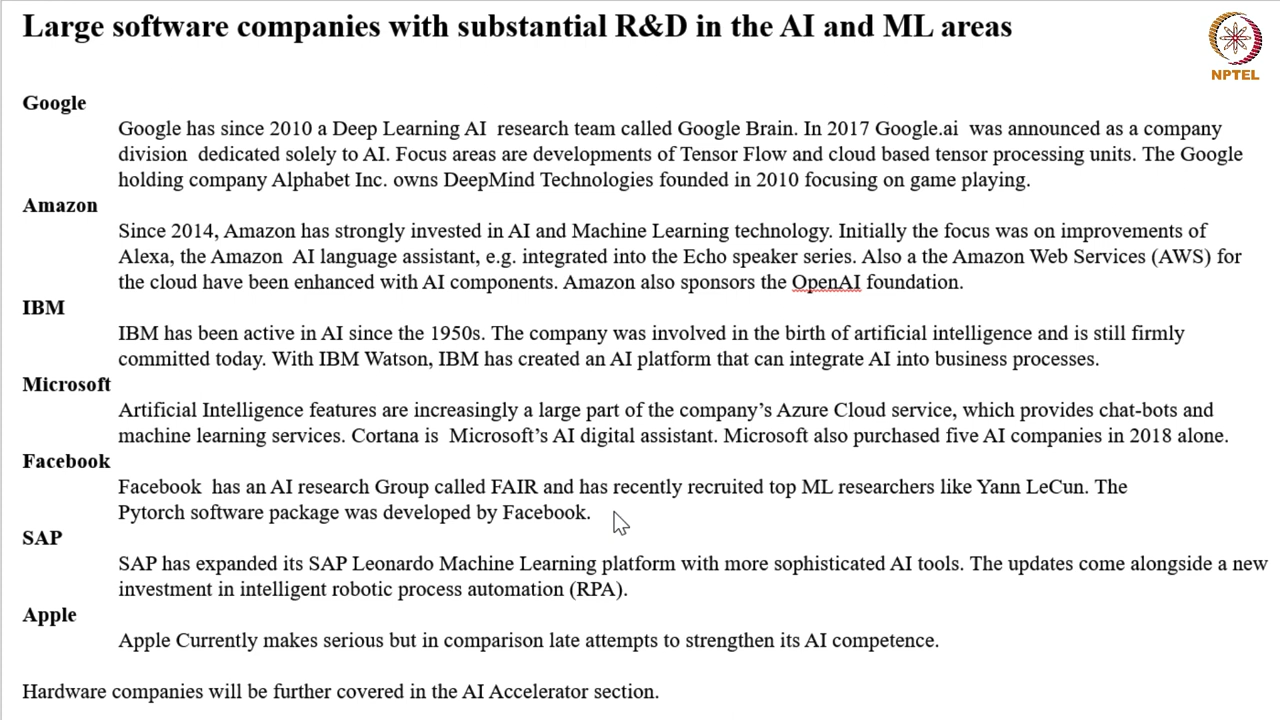 Large software companies with substantial R&D in the AI and ML areas
NPTEL
Google
Google has since 2010 a Deep Learning AI research team called Google Brain. In 2017 Google.ai was announced as a company
division dedicated solely to AI. Focus areas are developments of Tensor Flow and cloud based tensor processing units. The Google
holding company Alphabet Inc. owns DeepMind Technologies founded in 2010 focusing on game playing.
Amazon
Since 2014, Amazon has strongly invested in AI and Machine Learning technology. Initially the focus was on improvements of
Alexa, the Amazon AI language assistant, e.g. integrated into the Echo speaker series. Also a the Amazon Web Services (AWS) for
the cloud have been enhanced with AI components. Amazon also sponsors the OpenAI foundation.
IBM
IBM has been active in AI since the 1950s. The company was involved in the birth of artificial intelligence and is still firmly
committed today. With IBM Watson, IBM has created an AI platform that can integrate AI into business processes.
Microsoft
Artificial Intelligence features are increasingly a large part of the company’s Azure Cloud service, which provides chat-bots and
machine learning services. Cortana is Microsoft’s AI digital assistant. Microsoft also purchased five AI companies in 2018 alone.
Facebook
Facebook has an AI research Group called FAIR and has recently recruited top ML researchers like Yann LeCun. The
Pytorch software package was developed by Facebook.
SAP
SAP has expanded its SAP Leonardo Machine Learning platform with more sophisticated AI tools. The updates come alongside a new
investment in intelligent robotic process automation (RPA).
Apple
Apple Currently makes serious but in comparison late attempts to strengthen its AI competence.
Hardware companies will be further covered in the AI Accelerator section.